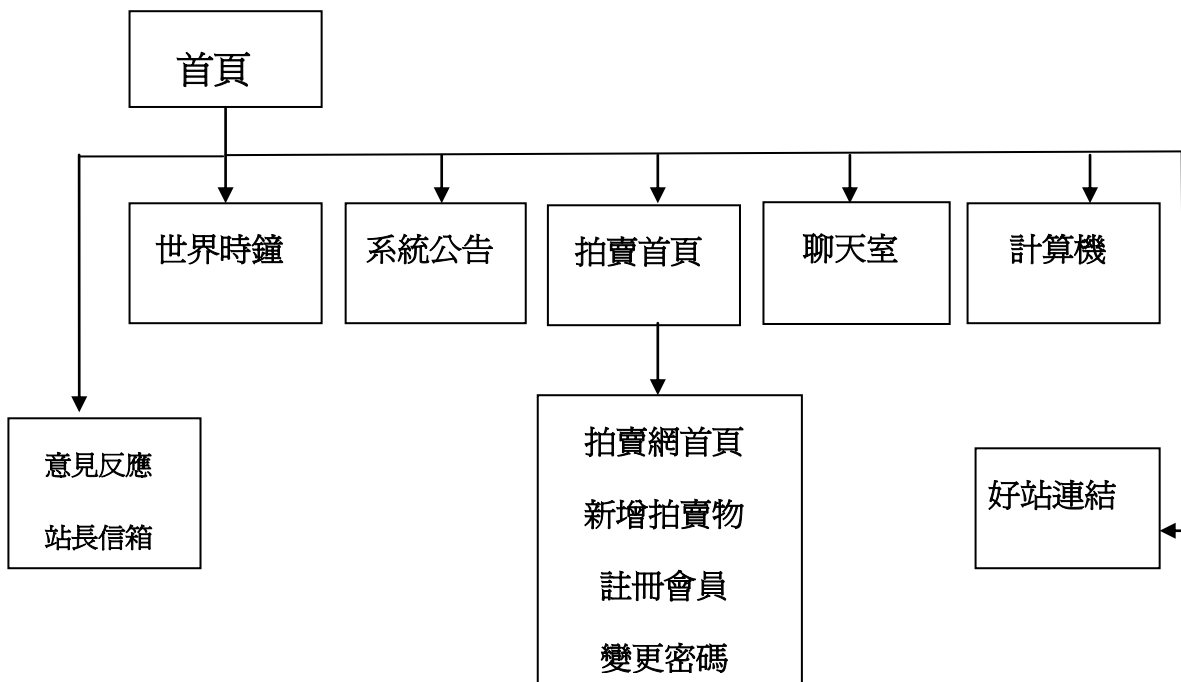 首頁
世界時鐘
系統公告
拍賣首頁
聊天室
計算機
意見反應
站長信箱
拍賣網首頁
新增拍賣物
註冊會員
變更密碼
好站連結